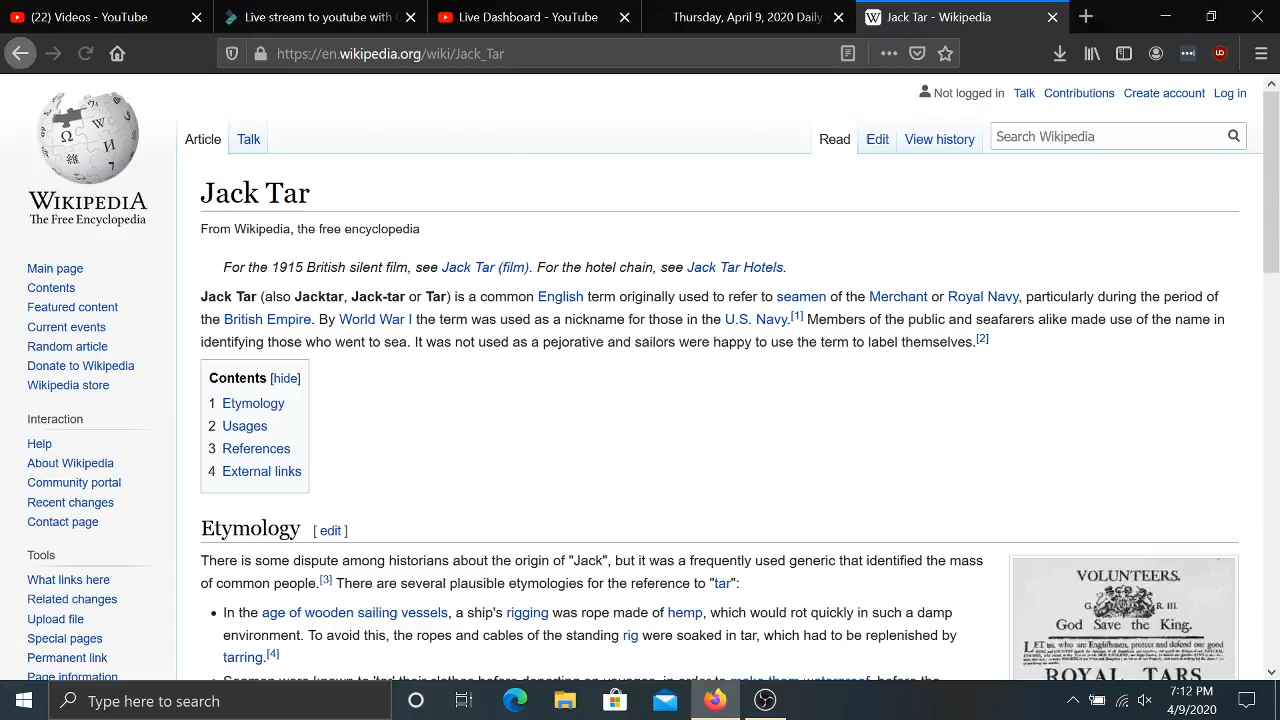 (22) Videos - YouTube
Live stream to youtube with
Live Dashboard - YouTube
Thursday, April 9, 2020 Daily
Jack Tar - Wikipedia
https://en.wikipedia.org/wiki/Jack_Tar
Not logged in Talk Contributions Create account Log in
Article Talk
Read Edit View history
Search Wikipedia
WIKIPEDIA
The Free Encyclopedia
Main page
Contents
Featured content
Current events
Random article
Donate to Wikipedia
Wikipedia store
Interaction
Help
About Wikipedia
Community portal
Recent changes
Contact page
Tools
What links here
Related changes
Upload file
Special pages
Permanent link
Page information
Jack Tar
From Wikipedia, the free encyclopedia
For the 1915 British silent film, see Jack Tar (film). For the hotel chain, see Jack Tar Hotels.
Jack Tar (also Jacktar, Jack-tar or Tar) is a common English term originally used to refer to seamen of the Merchant or Royal Navy, particularly during the period of
the British Empire. By World War I the term was used as a nickname for those in the U.S. Navy.[1] Members of the public and seafarers alike made use of the name in
identifying those who went to sea. It was not used as a pejorative and sailors were happy to use the term to label themselves.[2]
Contents [hide]
1 Etymology
2 Usages
3 References
4 External links
Etymology [ edit ]
There is some dispute among historians about the origin of "Jack", but it was a frequently used generic that identified the mass
of common people.[3] There are several plausible etymologies for the reference to "tar":
• In the age of wooden sailing vessels, a ship's rigging was rope made of hemp, which would rot quickly in such a damp
environment. To avoid this, the ropes and cables of the standing rig were soaked in tar, which had to be replenished by
tarring.[4]
VOLUNTEERS.
G. R. III.
God Save the King.
LET us, who are Englishmen, protect and defend our good
ROYAL TARS
Type here to search
7:12 PM
4/9/2020